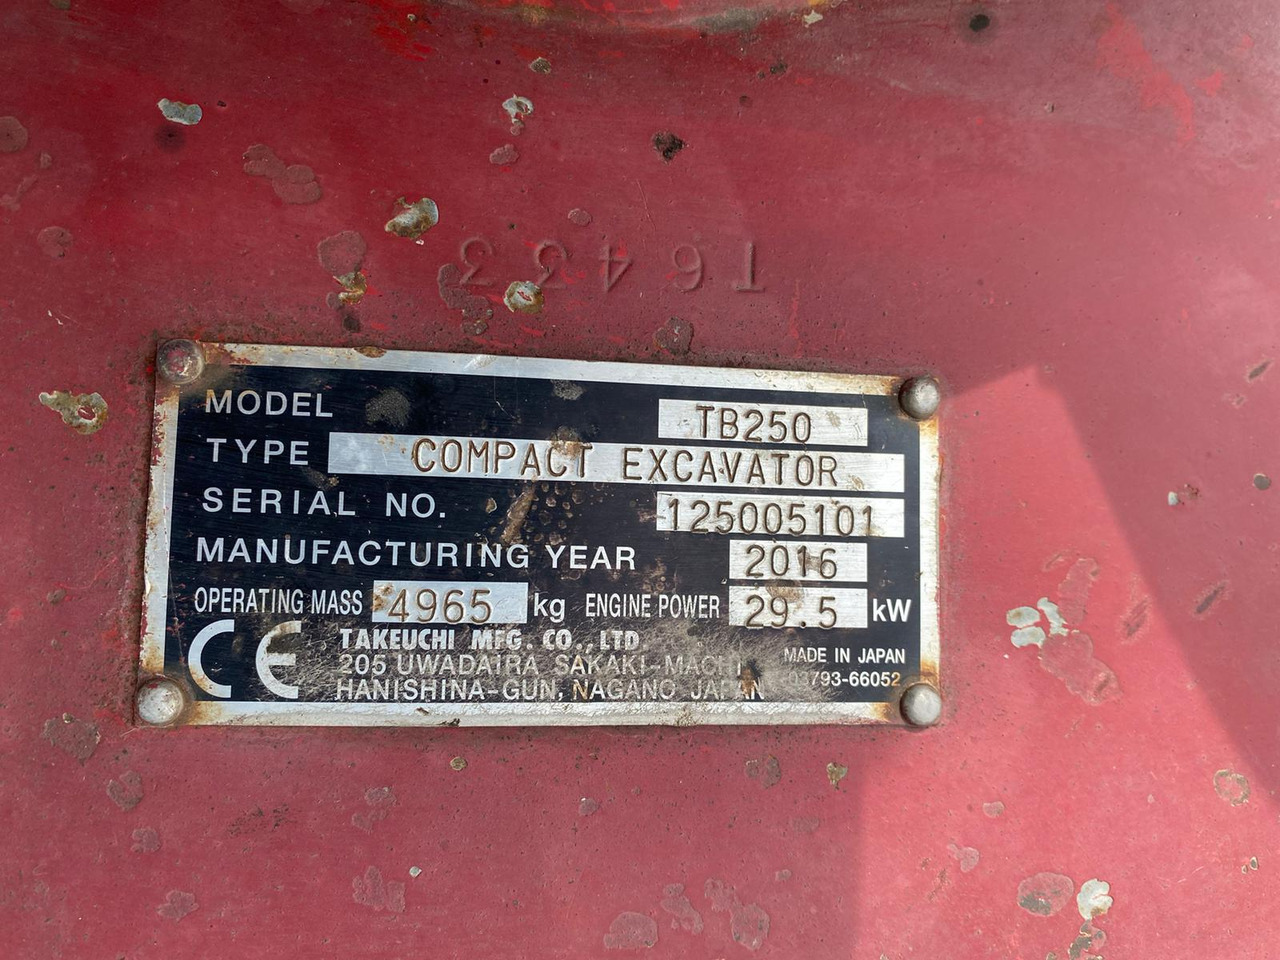 T6433
MODEL TB250
TYPE COMPACT EXCAVATOR
SERIAL NO. 125005101
MANUFACTURING YEAR 2016
OPERATING MASS 4965 kg ENGINE POWER 29.5 kW
CE TAKEUCHI MFG. CO., LTD.
205 UWADAIRA SAKAKI-MACHI MADE IN JAPAN
HANISHINA-GUN, NAGANO JAPAN 03793-66052